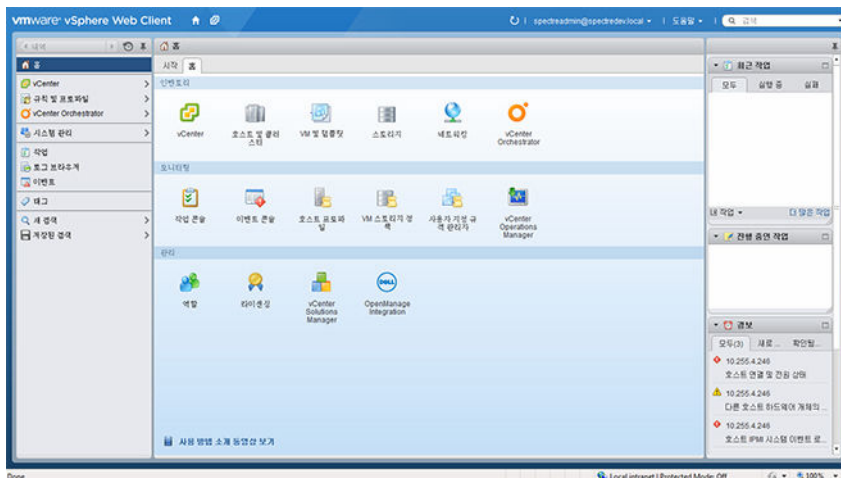 vmware® vSphere Web Client
spectreadmin@spectredev.local
도움말
검색
홈
vCenter
규칙 및 프로파일
vCenter Orchestrator
시스템 관리
작업
로그 브라우저
이벤트
태그
새 검색
저장된 검색
홈
시작
홈
인벤토리
vCenter
호스트 및 클러
스터
VM 및 템플릿
스토리지
네트워킹
vCenter
Orchestrator
모니터링
작업 콘솔
이벤트 콘솔
호스트 프로파
일
VM 스토리지 정
책
사용자 지정 규
격 관리자
vCenter
Operations
Manager
관리
역할
라이센싱
vCenter
Solutions
Manager
DELL
OpenManage
Integration
사용 방법 소개 동영상 보기
최근 작업
모두
실행 중
실패
내 작업
더 많은 작업
진행 중인 작업
경보
모두(3)
새로 ...
확인됨...
10.255.4.246
호스트 연결 및 전원 상태
10.255.4.246
다른 호스트 하드웨어 개체의 ...
10.255.4.246
호스트 IPMI 시스템 이벤트 로...
Done
Local intranet | Protected Mode: Off
100%